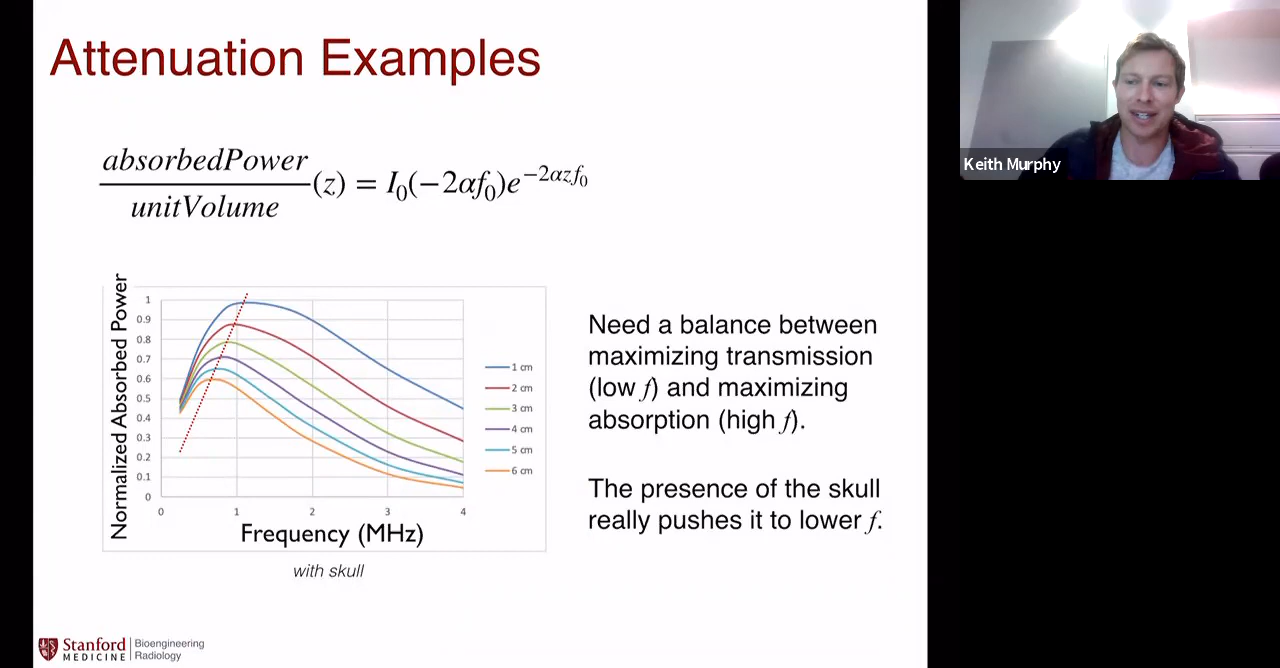 Attenuation Examples
absorbedPower
unitVolume
(z) = I₀(−2αf₀)e^{−2αzf₀}
Normalized Absorbed Power
1
0.9
0.8
0.7
0.6
0.5
0.4
0.3
0.2
0.1
0
0 1 2 3 4
Frequency (MHz)
1 cm
2 cm
3 cm
4 cm
5 cm
6 cm
with skull
Need a balance between
maximizing transmission
(low f) and maximizing
absorption (high f).
The presence of the skull
really pushes it to lower f.
Stanford
MEDICINE
Bioengineering
Radiology
Keith Murphy